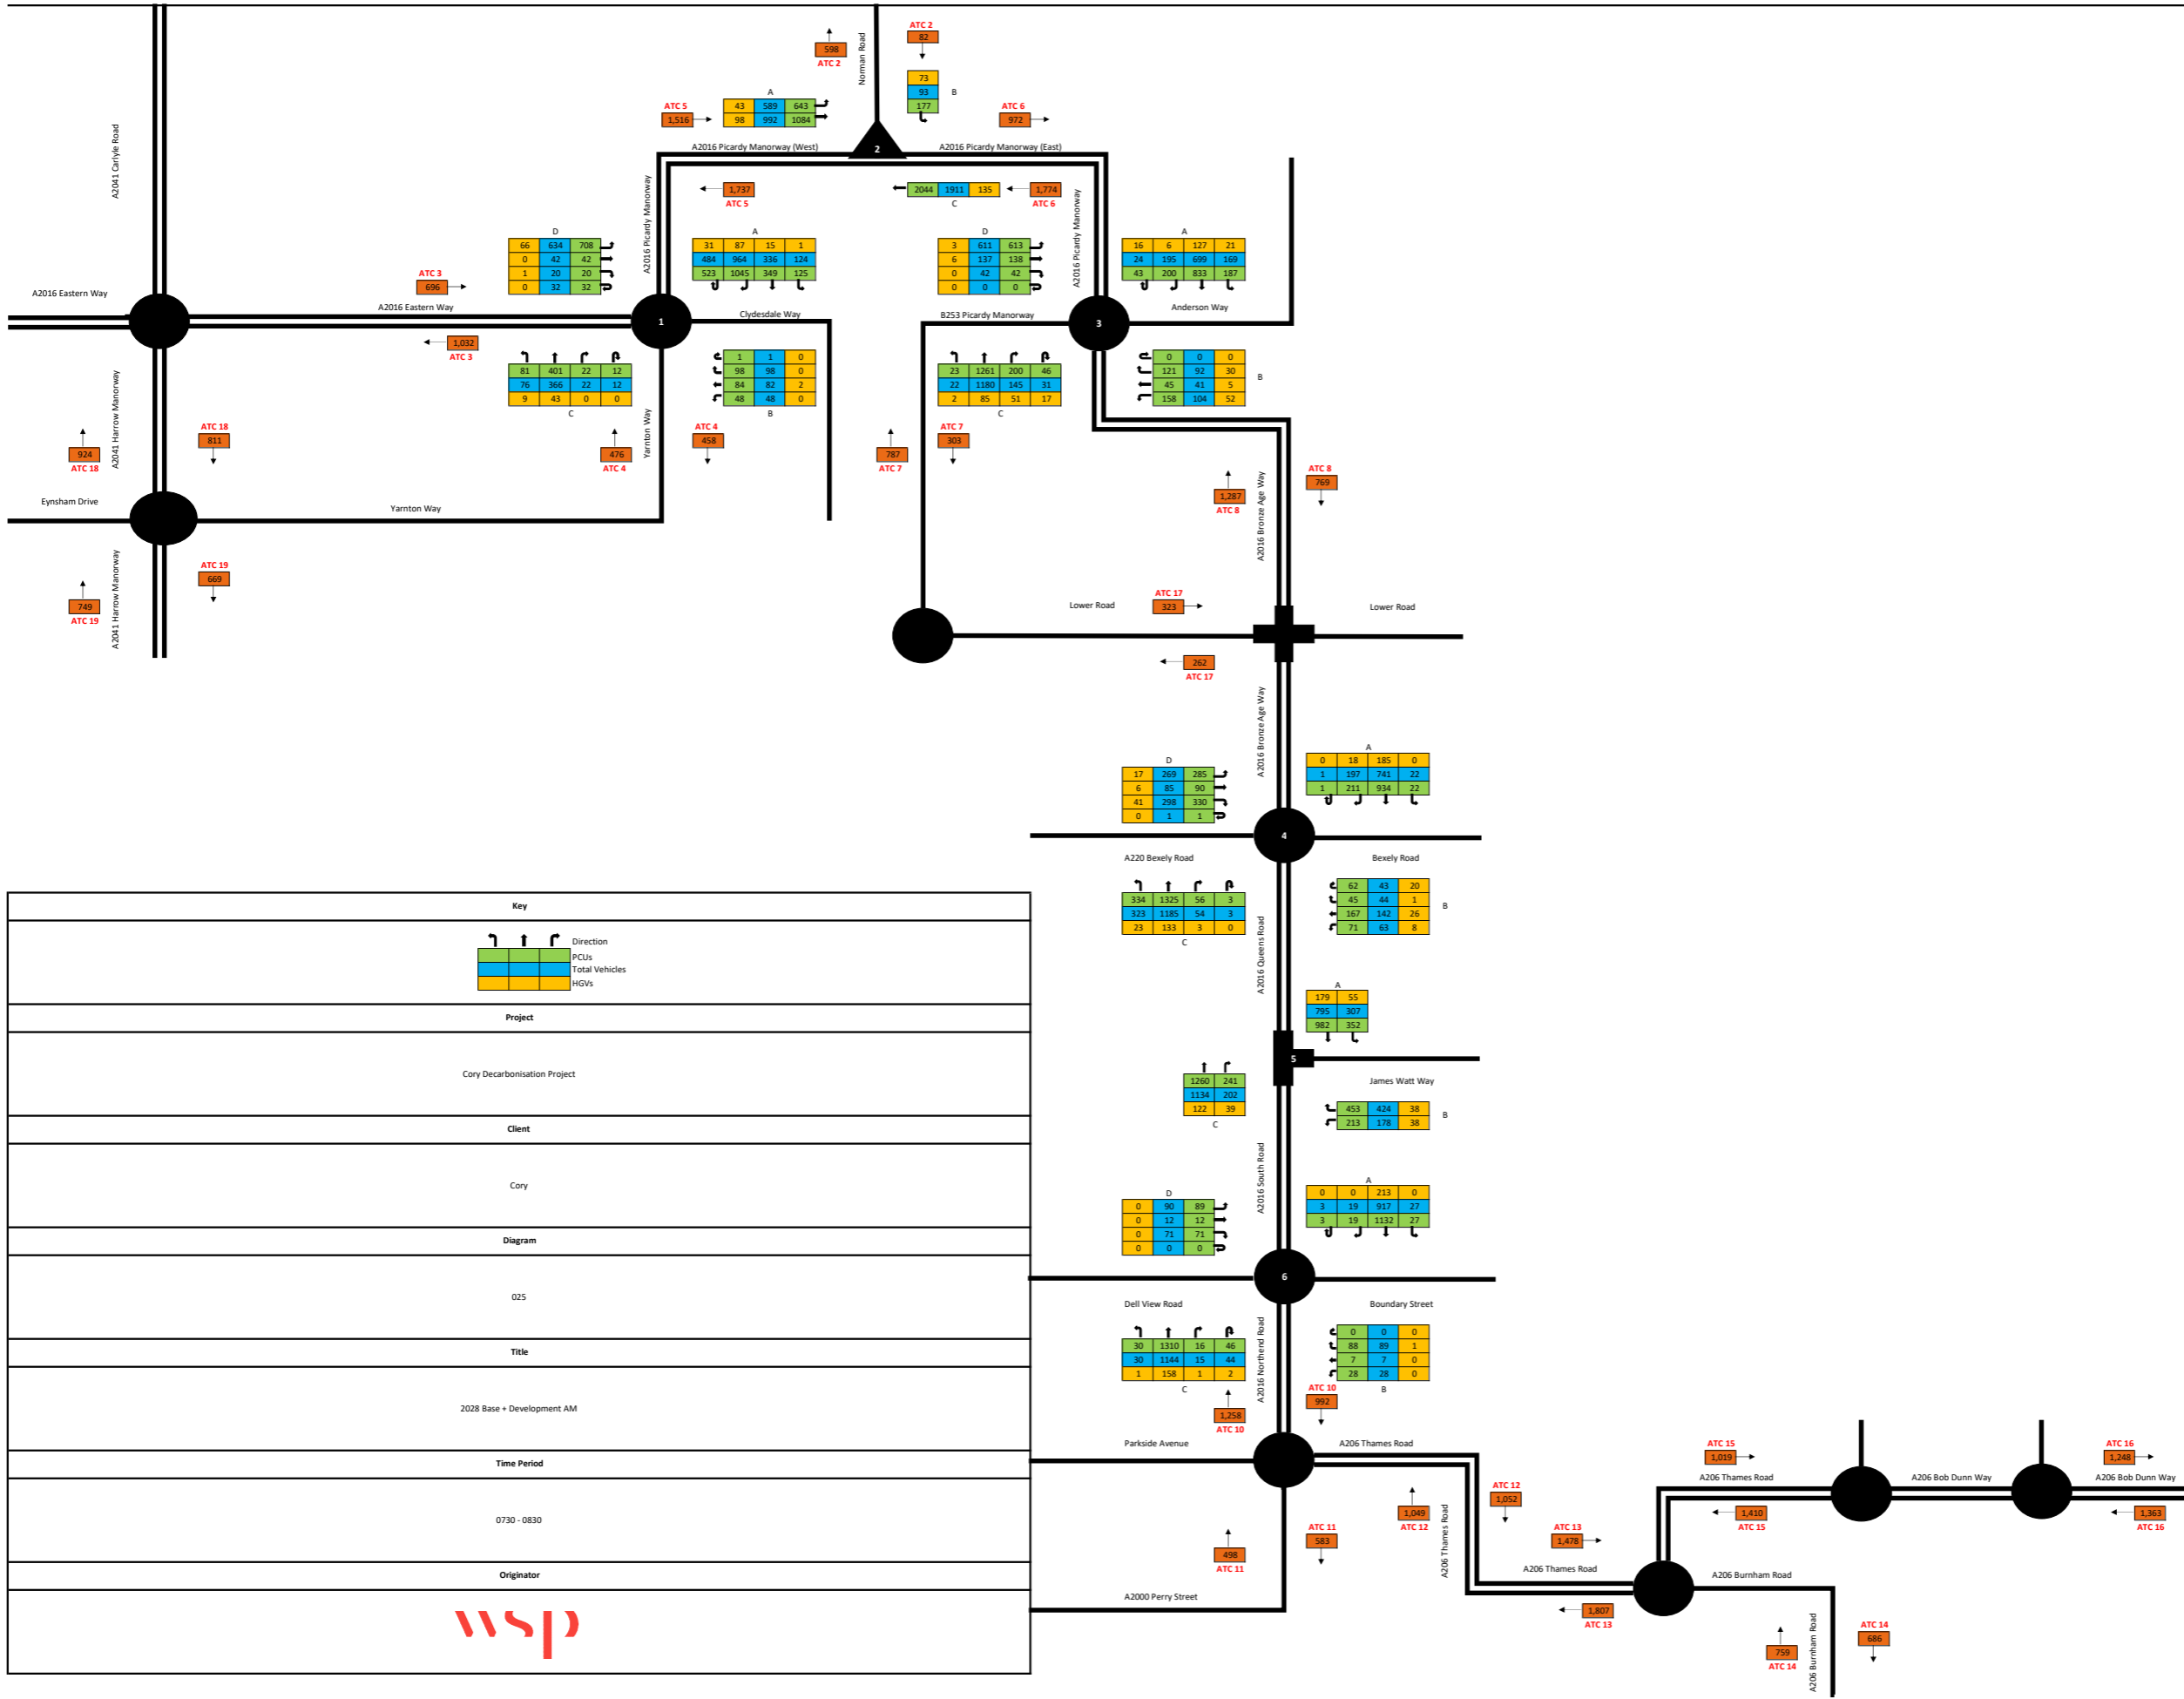 ATC 2
598
ATC 2
Norman Road
82
73
93
177
B
A
43 589 643
98 992 1084
ATC 5
1,516
ATC 6
972
A2016 Picardy Manorway (West)
2
A2016 Picardy Manorway (East)
1,737
ATC 5
2044 1911 135
C
1,774
ATC 6
A2041 Carlyle Road
A2016 Picardy Manorway
A2016 Picardy Manorway
D
66 634 708
0 42 42
1 20 20
0 32 32
A
31 87 15 1
484 964 336 124
523 1045 349 125
D
3 611 613
6 137 138
0 42 42
0 0 0
A
16 6 127 21
24 195 699 169
43 200 833 187
ATC 3
696
A2016 Eastern Way
A2016 Eastern Way
1
Clydesdale Way
B253 Picardy Manorway
3
Anderson Way
1,032
ATC 3
81 401 22 12
76 366 22 12
9 43 0 0
C
1 1 0
98 98 0
84 82 2
48 48 0
B
23 1261 200 46
22 1180 145 31
2 85 51 17
C
0 0 0
121 92 30
45 41 5
158 104 52
B
A2041 Harrow Manorway
924
ATC 18
ATC 18
811
476
ATC 4
Yarnton Way
ATC 4
458
787
ATC 7
ATC 7
303
1,287
ATC 8
A2016 Bronze Age Way
ATC 8
769
Eynsham Drive
Yarnton Way
749
ATC 19
A2041 Harrow Manorway
ATC 19
669
Lower Road
ATC 17
323
Lower Road
262
ATC 17
A2016 Bronze Age Way
D
17 269 285
6 85 90
41 298 330
0 1 1
A
0 18 185 0
1 197 741 22
1 211 934 22
4
A220 Bexely Road
Bexely Road
334 1325 56 3
323 1185 54 3
23 133 3 0
C
A2016 Queens Road
62 43 20
45 44 1
167 142 26
71 63 8
B
A
179 55
795 307
982 352
5
James Watt Way
1260 241
1134 202
122 39
C
453 424 38
213 178 38
B
A2016 South Road
D
0 90 89
0 12 12
0 71 71
0 0 0
A
0 0 213 0
3 19 917 27
3 19 1132 27
6
Dell View Road
Boundary Street
30 1310 16 46
30 1144 15 44
1 158 1 2
C
A2016 Northend Road
0 0 0
88 89 1
7 7 0
28 28 0
B
1,258
ATC 10
ATC 10
992
Parkside Avenue
A206 Thames Road
498
ATC 11
ATC 11
583
A2000 Perry Street
1,049
ATC 12
A206 Thames Road
ATC 12
1,052
ATC 13
1,478
A206 Thames Road
1,807
ATC 13
ATC 15
1,019
A206 Thames Road
1,410
ATC 15
A206 Bob Dunn Way
ATC 16
1,248
A206 Bob Dunn Way
1,363
ATC 16
A206 Burnham Road
759
ATC 14
A206 Burnham Road
ATC 14
686
Key
Direction
PCUs
Total Vehicles
HGVs
Project
Cory Decarbonisation Project
Client
Cory
Diagram
025
Title
2028 Base + Development AM
Time Period
0730 - 0830
Originator
wsp